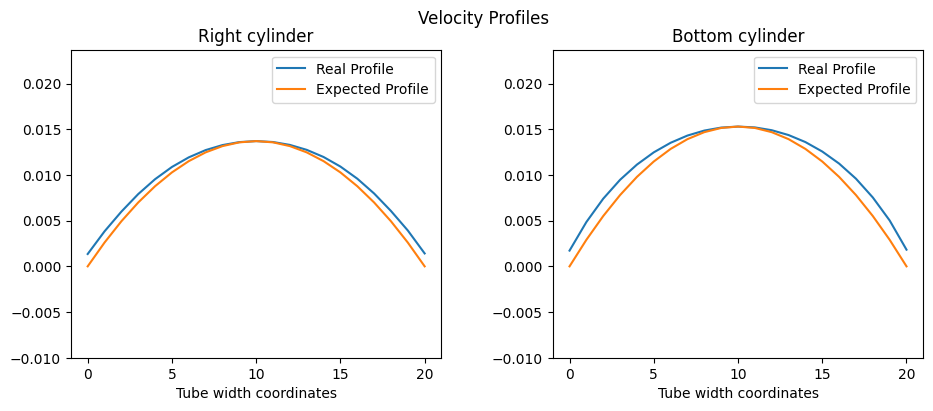 Velocity Profiles
Right cylinder
Real Profile
Expected Profile
0.020
0.015
0.010
0.005
0.000
−0.005
−0.010
0 5 10 15 20
Tube width coordinates
Bottom cylinder
Real Profile
Expected Profile
0.020
0.015
0.010
0.005
0.000
−0.005
−0.010
0 5 10 15 20
Tube width coordinates